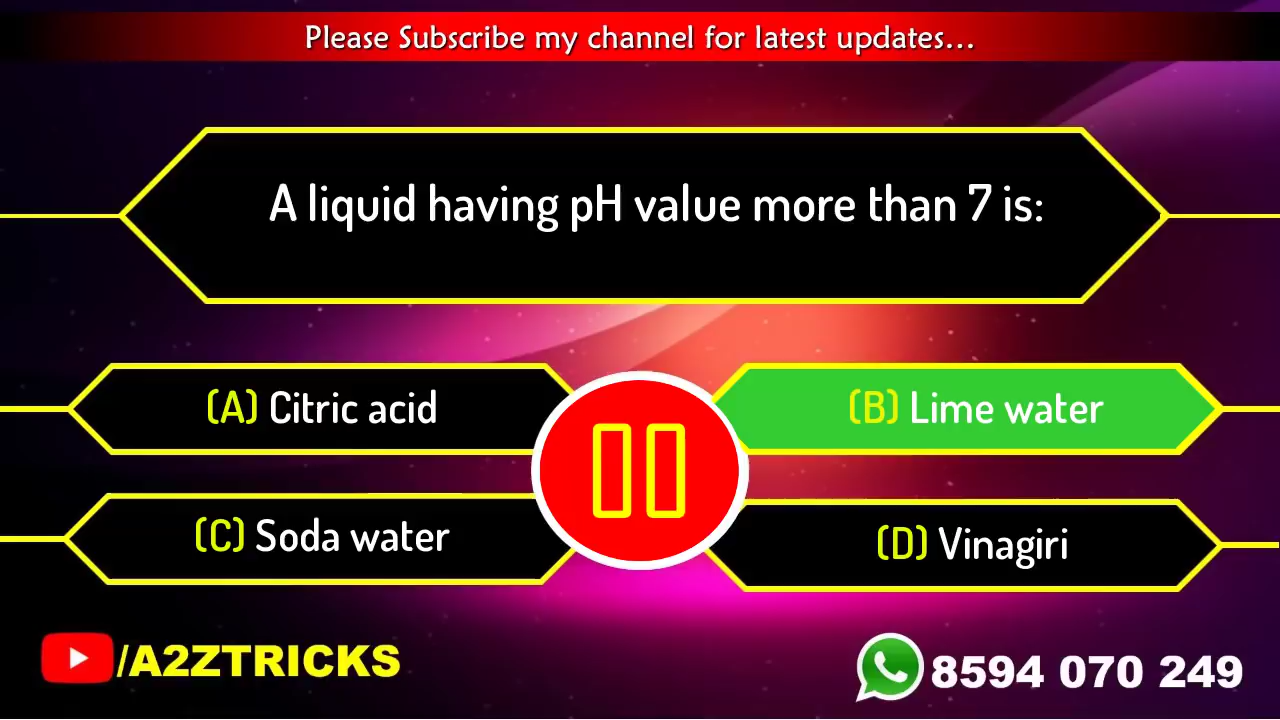 Please Subscribe my channel for latest updates...
A liquid having pH value more than 7 is:
(A) Citric acid
(B) Lime water
(C) Soda water
(D) Vinagiri
/A2ZTRICKS
8594 070 249